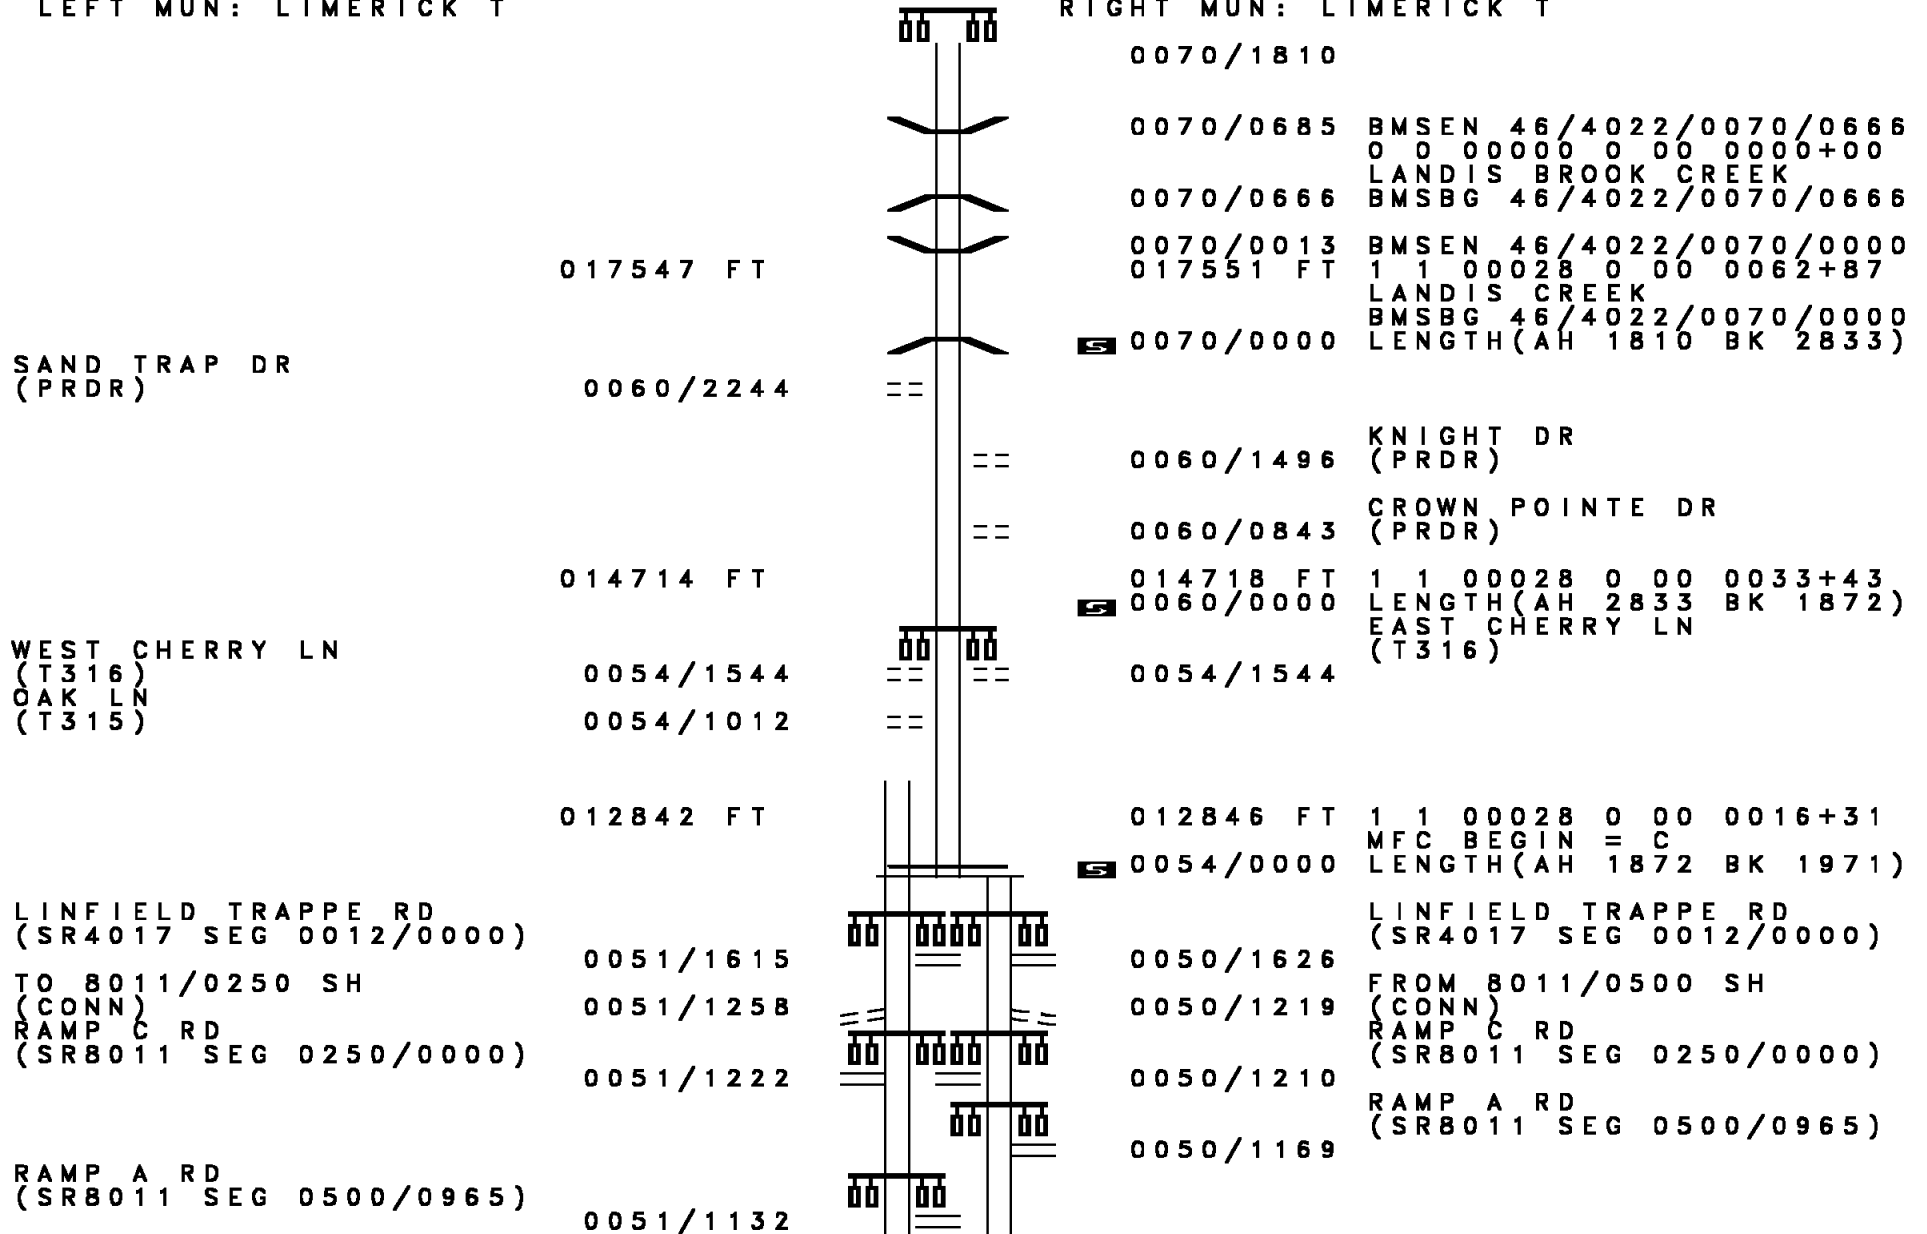 LEFT MUN: LIMERICK T RIGHT MUN: LIMERICK T
0070/1810
0070/0685 BMSEN 46/4022/0070/0666
0 0 00000 0 00 0000+00
LANDIS BROOK CREEK
0070/0666 BMSBG 46/4022/0070/0666
0070/0013 BMSEN 46/4022/0070/0000
017547 FT 017551 FT 1 1 00028 0 00 0062+87
LANDIS CREEK
BMSBG 46/4022/0070/0000
S 0070/0000 LENGTH(AH 1810 BK 2833)
SAND TRAP DR
(PRDR) 0060/2244
KNIGHT DR
0060/1496 (PRDR)
CROWN POINTE DR
0060/0843 (PRDR)
014714 FT 014718 FT 1 1 00028 0 00 0033+43
S 0060/0000 LENGTH(AH 2833 BK 1872)
EAST CHERRY LN
WEST CHERRY LN (T316)
(T316) 0054/1544 0054/1544
OAK LN
(T315) 0054/1012
012842 FT 012846 FT 1 1 00028 0 00 0016+31
MFC BEGIN = C
S 0054/0000 LENGTH(AH 1872 BK 1971)
LINFIELD TRAPPE RD LINFIELD TRAPPE RD
(SR4017 SEG 0012/0000) (SR4017 SEG 0012/0000)
0051/1615 0050/1626
TO 8011/0250 SH FROM 8011/0500 SH
(CONN) 0051/1258 0050/1219 (CONN)
RAMP C RD RAMP C RD
(SR8011 SEG 0250/0000) (SR8011 SEG 0250/0000)
0051/1222 0050/1210
RAMP A RD
(SR8011 SEG 0500/0965)
0050/1169
RAMP A RD
(SR8011 SEG 0500/0965)
0051/1132